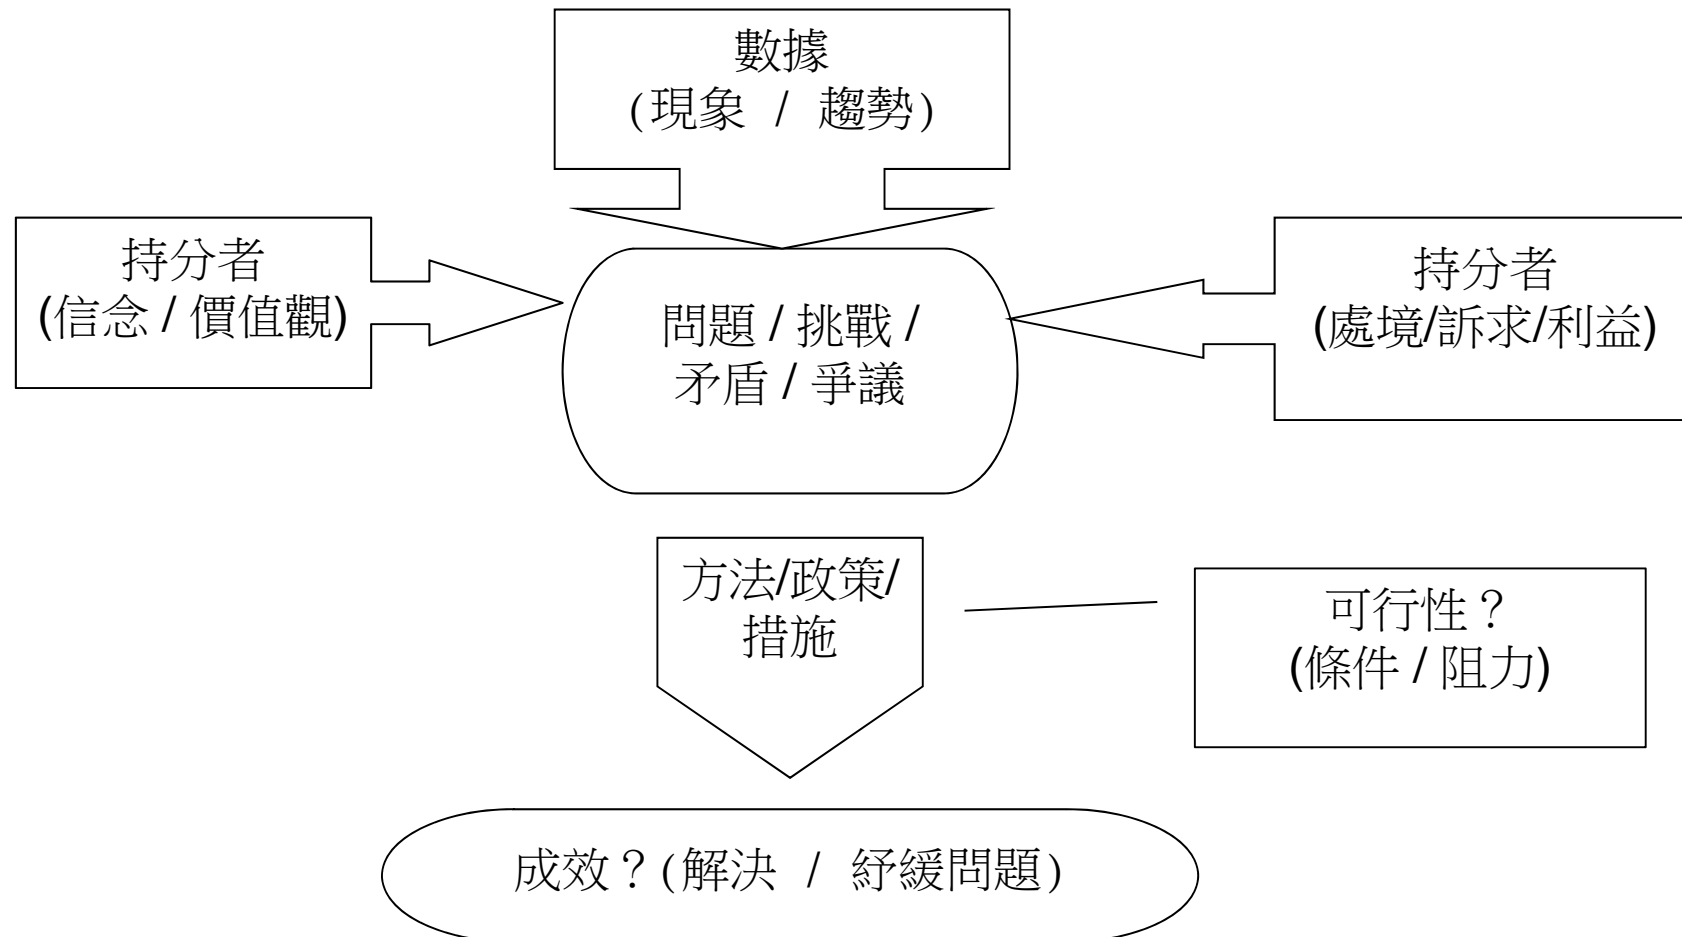 數據
(現象 / 趨勢)
持分者
(信念 / 價值觀)
持分者
(處境/訴求/利益)
問題 / 挑戰 /
矛盾 / 爭議
方法/政策/
措施
可行性？
(條件 / 阻力)
成效？(解決 / 紓緩問題)